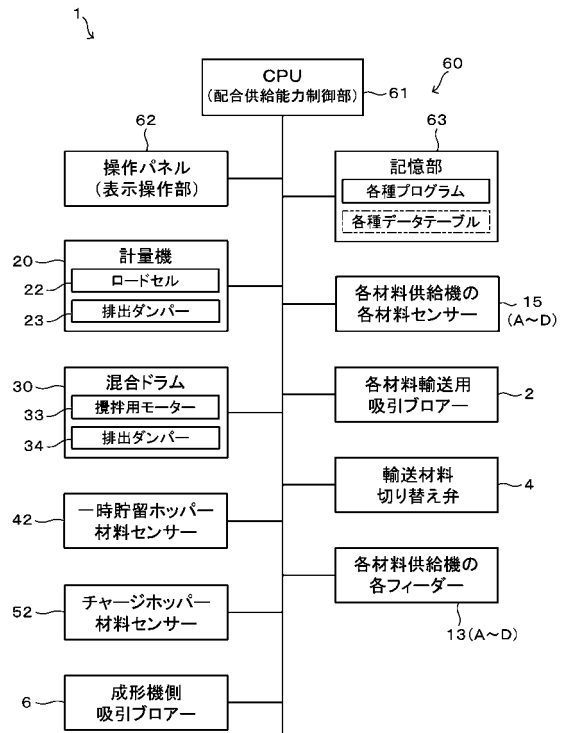 1
CPU
(配合供給能力制御部)
61
60
62
操作パネル
(表示操作部)
63
記憶部
各種プログラム
各種データテーブル
20
計量機
22
ロードセル
23
排出ダンパー
各材料供給機の
各材料センサー
15
(A~D)
30
混合ドラム
33
攪拌用モーター
34
排出ダンパー
各材料輸送用
吸引ブロアー
2
42
一時貯留ホッパー
材料センサー
輸送材料
切り替え弁
4
52
チャージホッパー
材料センサー
各材料供給機の
各フィーダー
13(A~D)
6
成形機側
吸引ブロアー